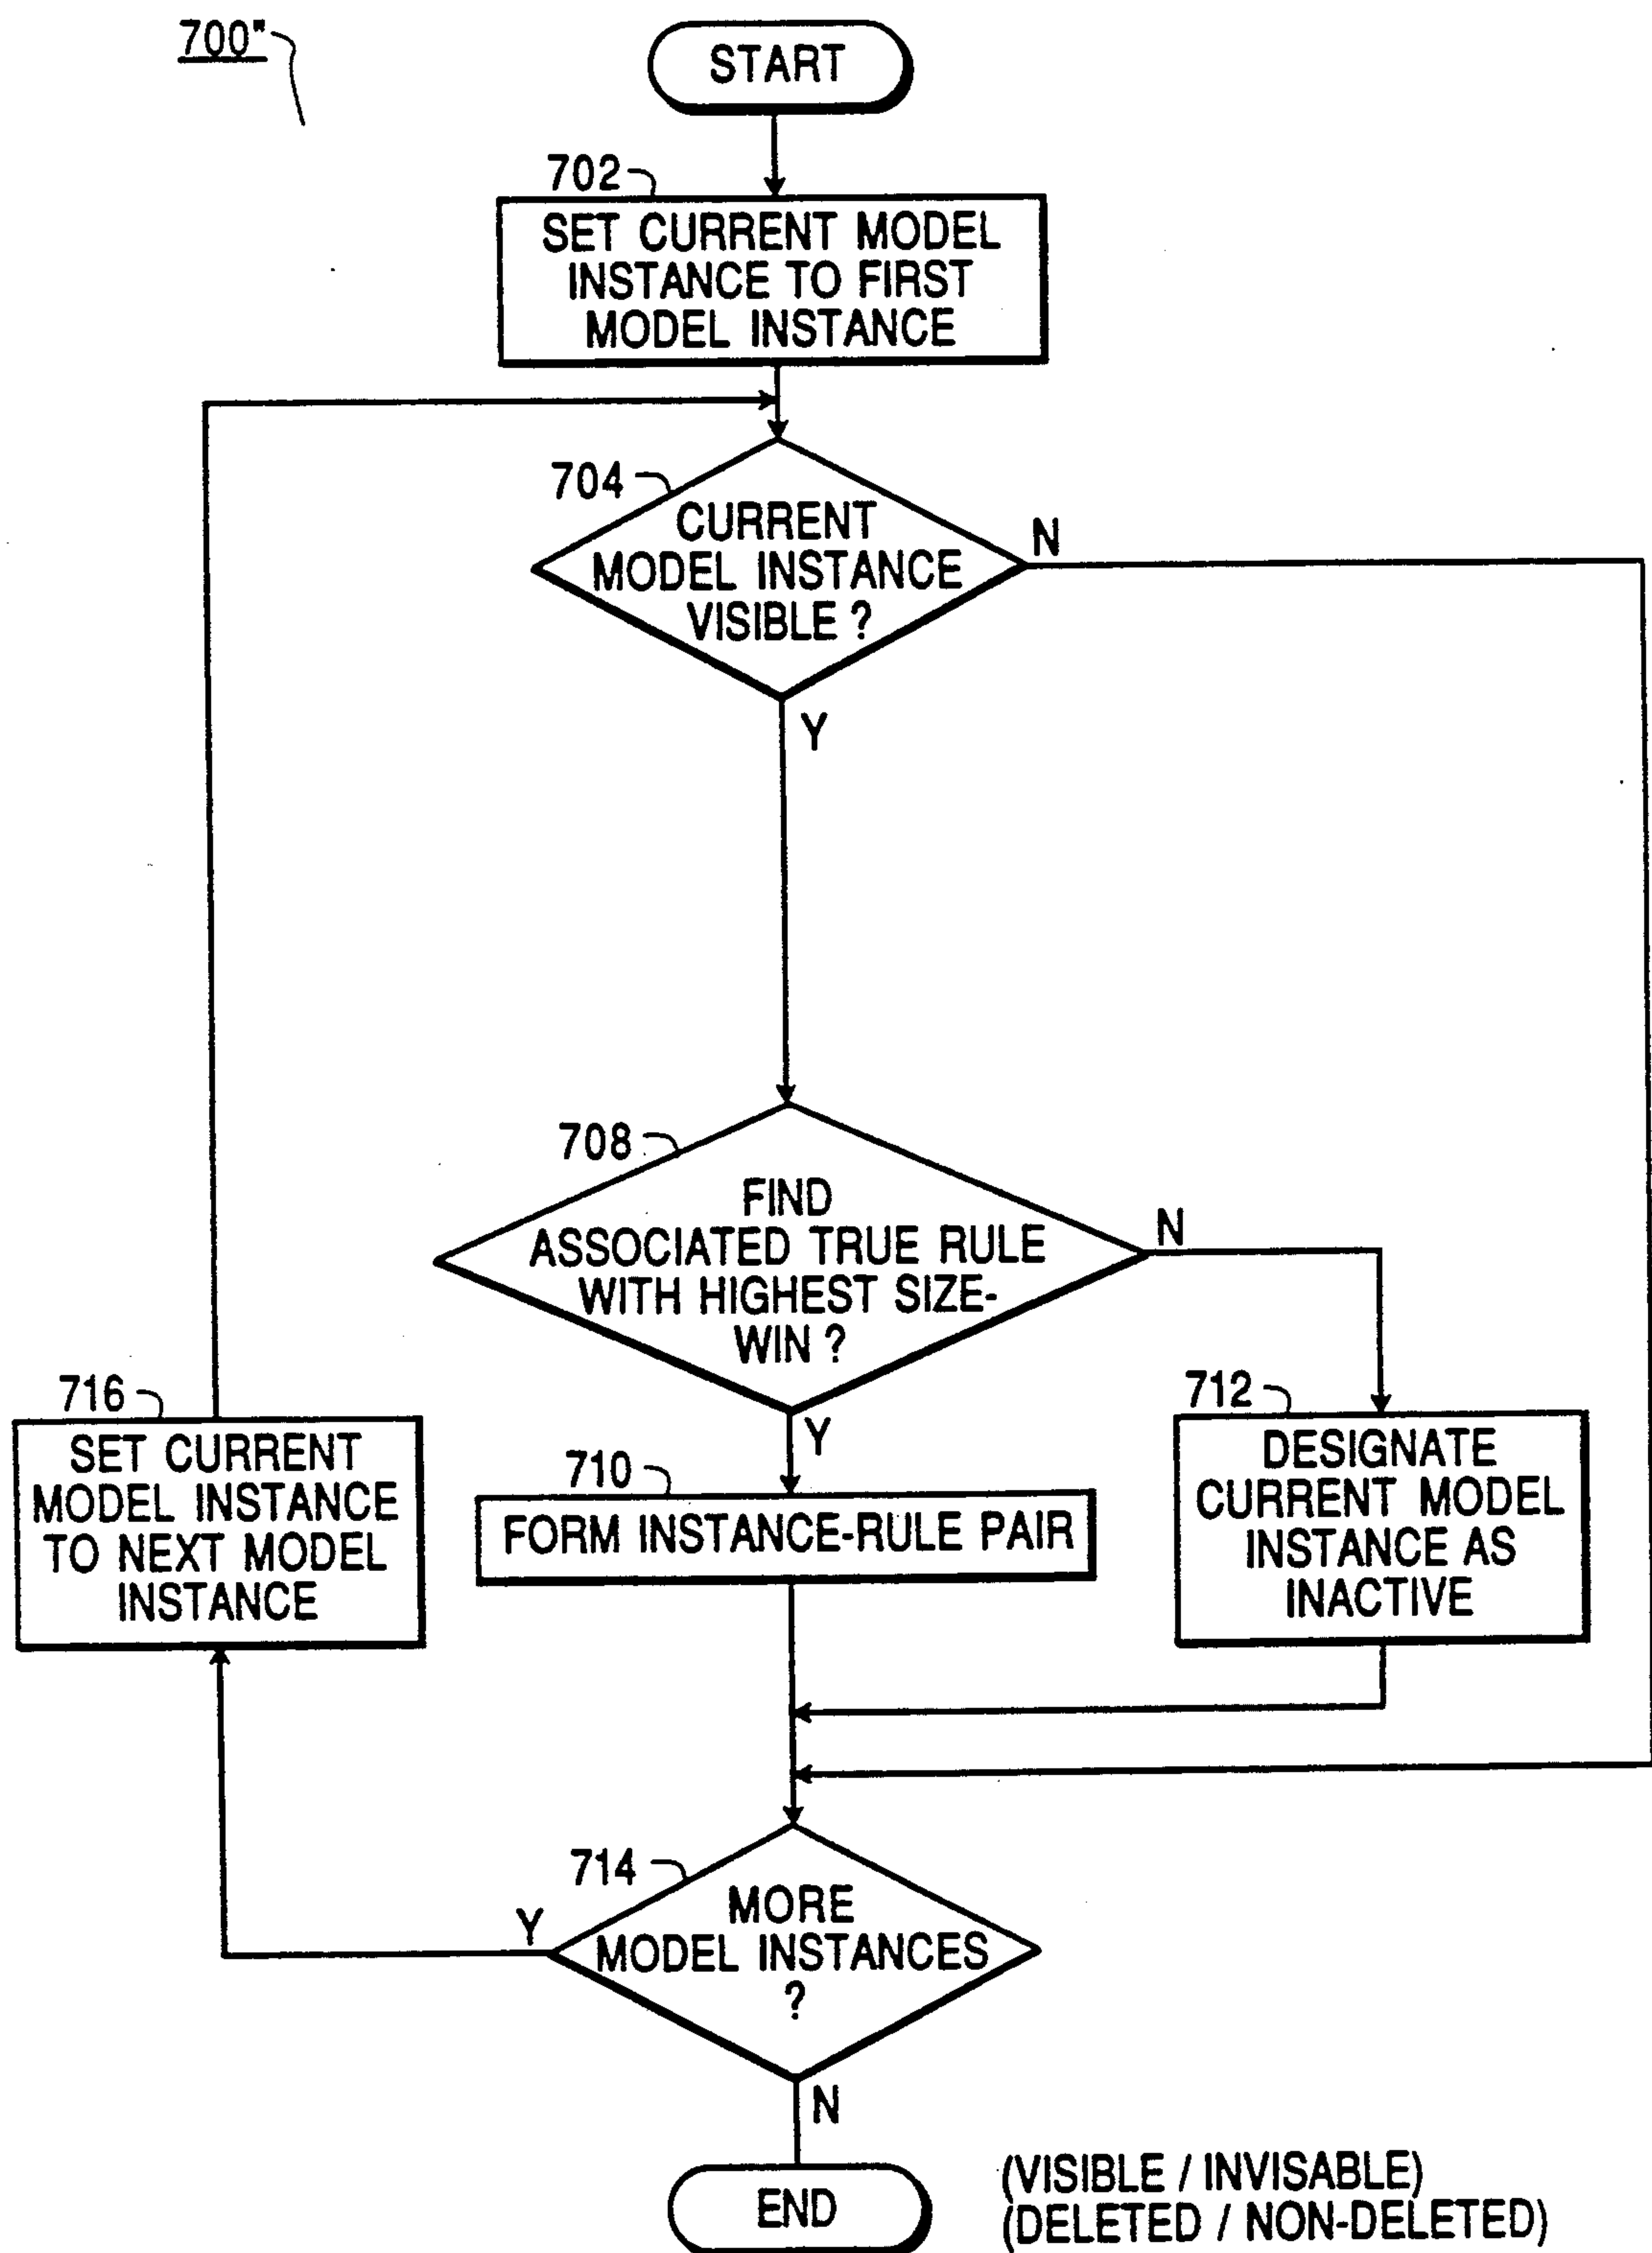 700"
START
702
SET CURRENT MODEL
INSTANCE TO FIRST
MODEL INSTANCE
704
CURRENT
MODEL INSTANCE
VISIBLE ?
N
Y
708
FIND
ASSOCIATED TRUE RULE
WITH HIGHEST SIZE-
WIN ?
N
Y
716
SET CURRENT
MODEL INSTANCE
TO NEXT MODEL
INSTANCE
710
FORM INSTANCE-RULE PAIR
712
DESIGNATE
CURRENT MODEL
INSTANCE AS
INACTIVE
714
MORE
MODEL INSTANCES
?
Y
N
END
(VISIBLE / INVISABLE)
(DELETED / NON-DELETED)